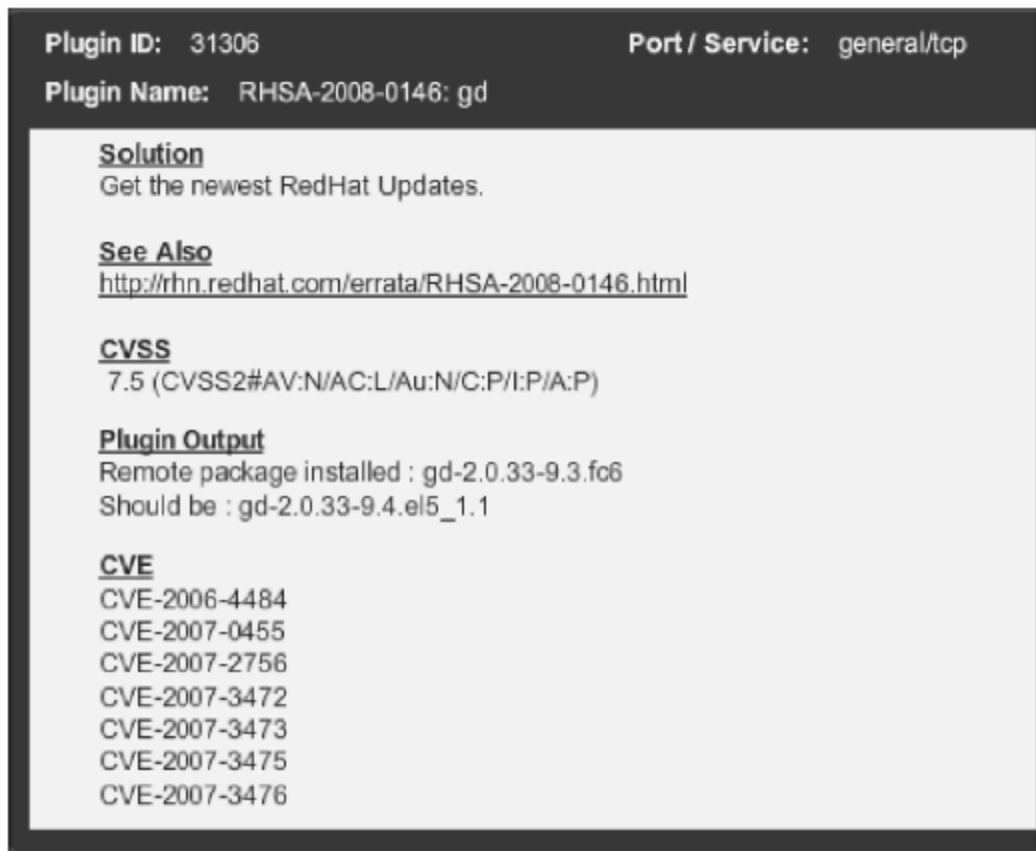 Plugin ID: 31306 Port / Service: general/tcp
Plugin Name: RHSA-2008-0146: gd
Solution
Get the newest RedHat Updates.
See Also
http://rhn.redhat.com/errata/RHSA-2008-0146.html
CVSS
7.5 (CVSS2#AV:N/AC:L/Au:N/C:P/I:P/A:P)
Plugin Output
Remote package installed : gd-2.0.33-9.3.fc6
Should be : gd-2.0.33-9.4.el5_1.1
CVE
CVE-2006-4484
CVE-2007-0455
CVE-2007-2756
CVE-2007-3472
CVE-2007-3473
CVE-2007-3475
CVE-2007-3476